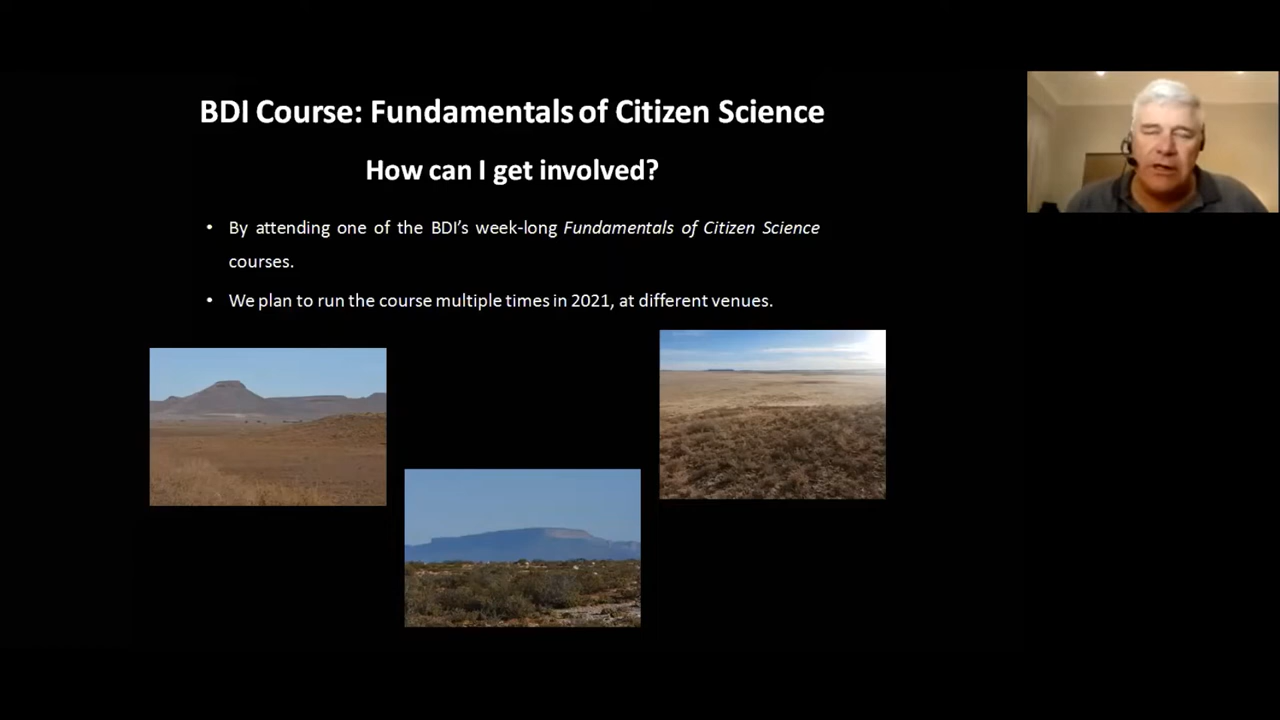 BDI Course: Fundamentals of Citizen Science
How can I get involved?
• By attending one of the BDI’s week-long Fundamentals of Citizen Science
courses.
• We plan to run the course multiple times in 2021, at different venues.